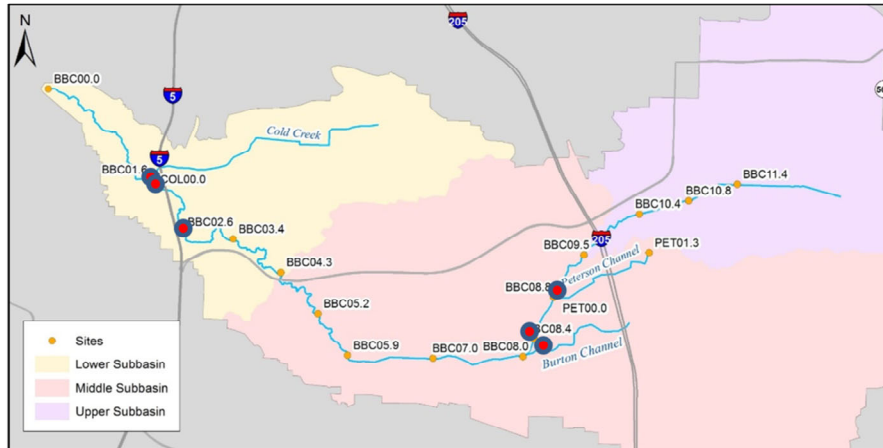 205
N
BBC00.0
5
Cold Creek
5
BBC01.6
COL00.0
BBC02.6
BBC03.4
BBC04.3
BBC05.2
BBC05.9
BBC07.0
BBC08.0
BC08.4
Burton Channel
PET00.0
BBC08.8
Peterson Channel
BBC09.5
205
PET01.3
BBC10.4
BBC10.8
BBC11.4
Sites
Lower Subbasin
Middle Subbasin
Upper Subbasin